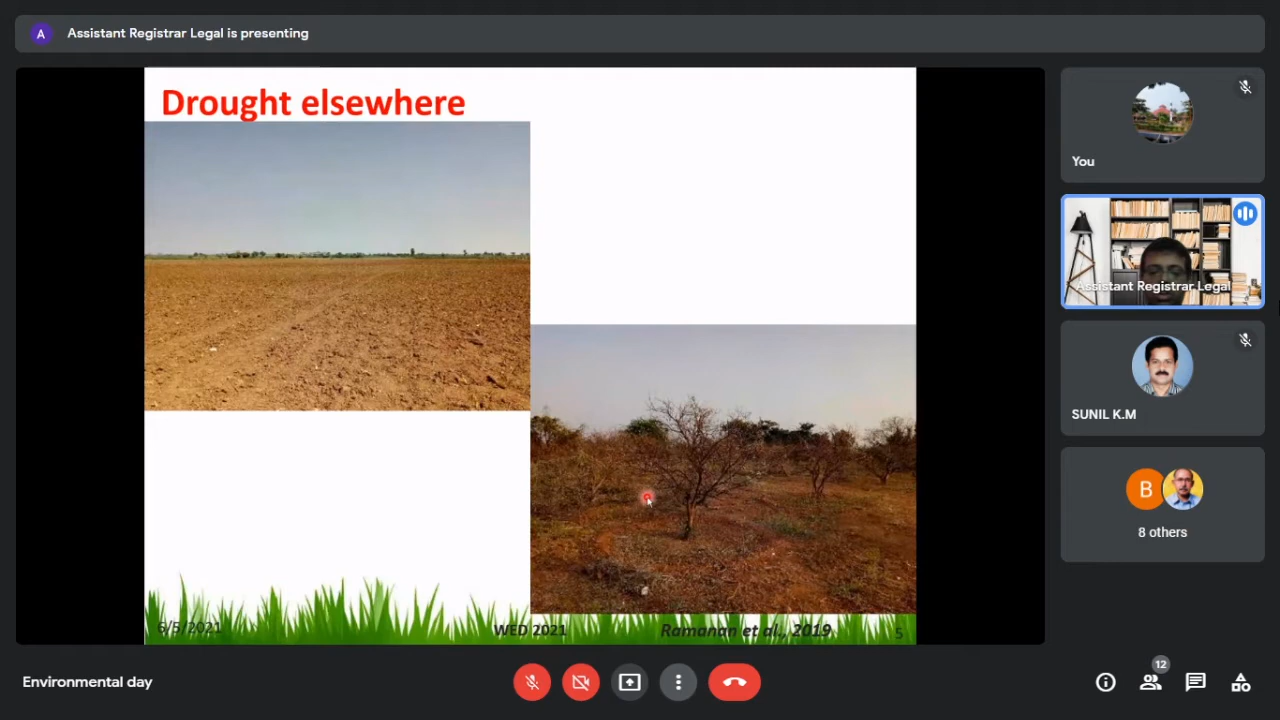 A
Assistant Registrar Legal is presenting
Drought elsewhere
6/5/2021
WED 2021
Ramanan et al., 2019
5
You
Assistant Registrar Legal
SUNIL K.M
B
8 others
Environmental day
12